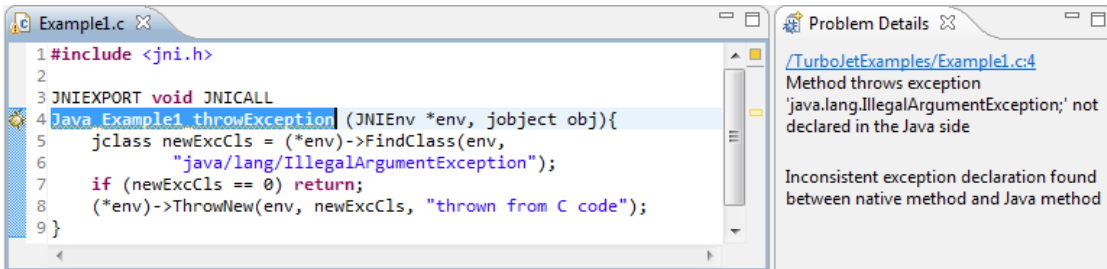 Example1.c
1 #include <jni.h>
2
3 JNIEXPORT void JNICALL
4 Java_Example1_throwException (JNIEnv *env, jobject obj){
5     jclass newExcCls = (*env)->FindClass(env,
6             "java/lang/IllegalArgumentException");
7     if (newExcCls == 0) return;
8     (*env)->ThrowNew(env, newExcCls, "thrown from C code");
9 }
Problem Details
/TurboJetExamples/Example1.c:4
Method throws exception
'java.lang.IllegalArgumentException;' not
declared in the Java side
Inconsistent exception declaration found
between native method and Java method